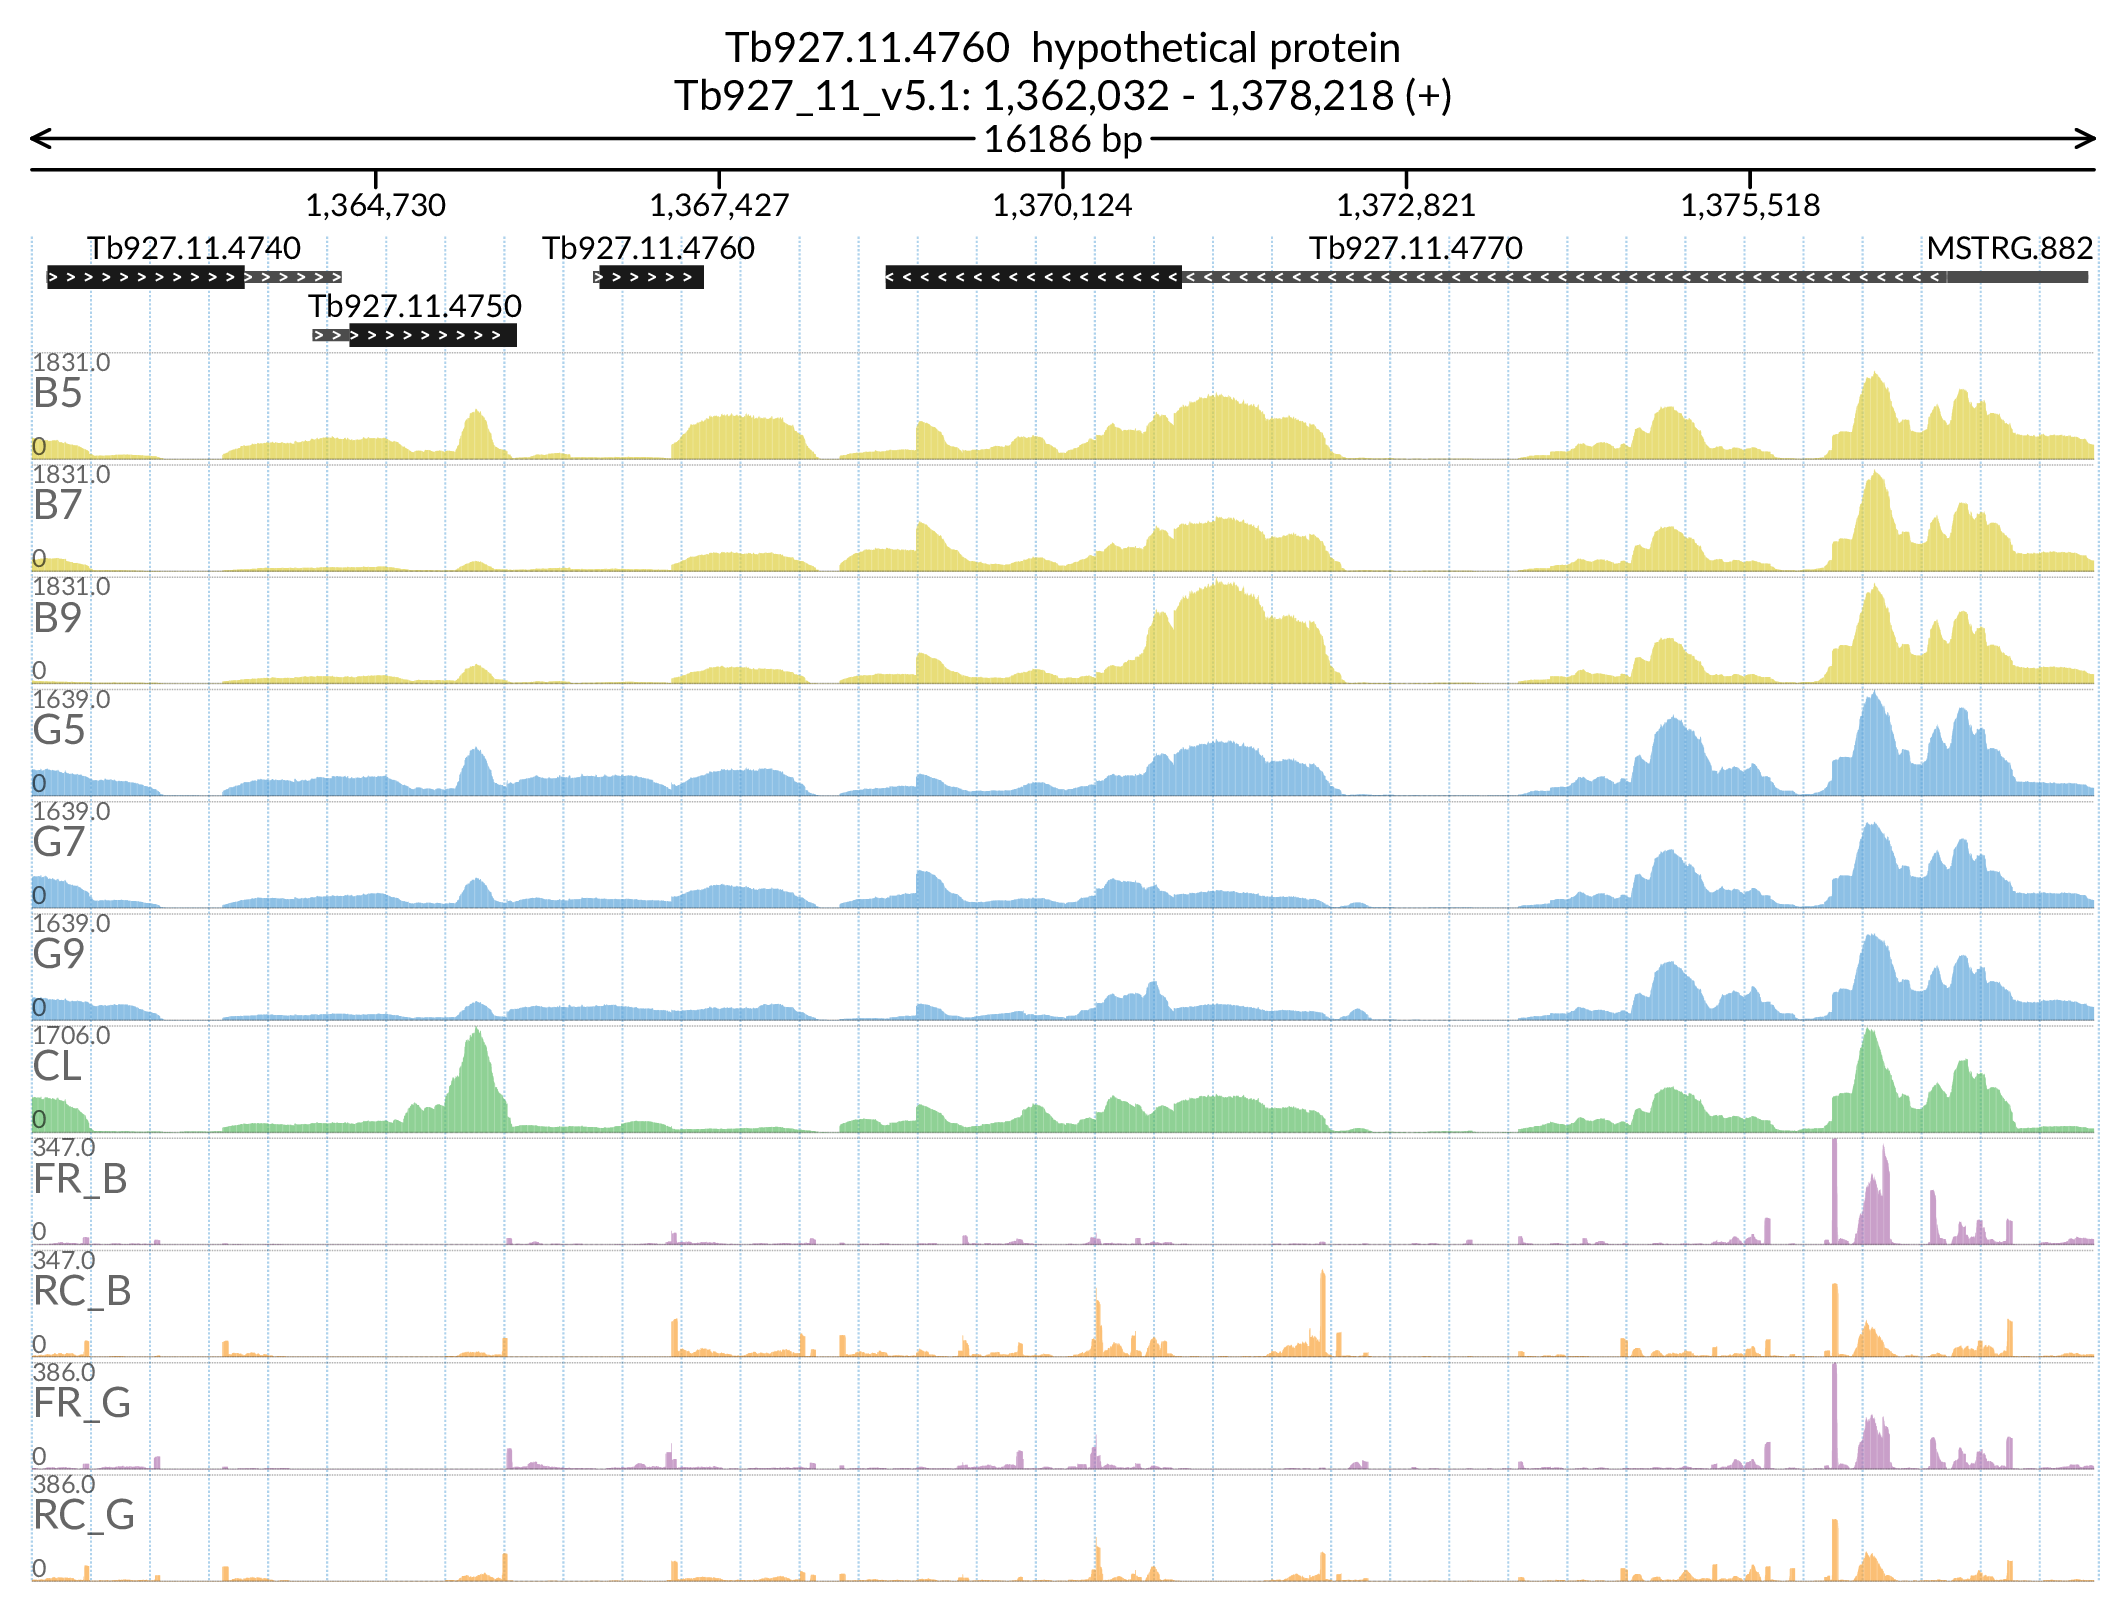 Tb927.11.4760 hypothetical protein
Tb927_11_v5.1: 1,362,032 - 1,378,218 (+)
16186 bp
1,364,730 1,367,427 1,370,124 1,372,821 1,375,518
Tb927.11.4740 Tb927.11.4760 Tb927.11.4770 MSTRG.882
Tb927.11.4750
1831.0
B5
0
1831.0
B7
0
1831.0
B9
0
1639.0
G5
0
1639.0
G7
0
1639.0
G9
0
1706.0
CL
0
347.0
FR_B
0
347.0
RC_B
0
386.0
FR_G
0
386.0
RC_G
0